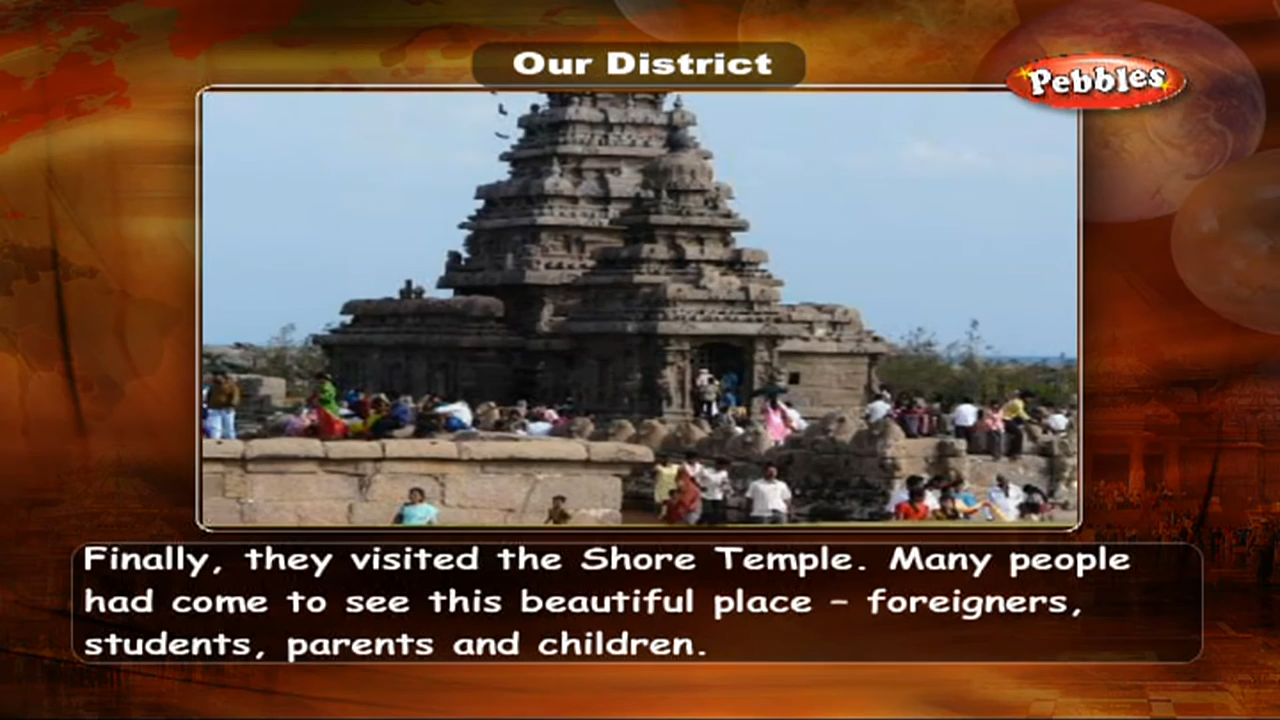 Our District
Pebbles
Finally, they visited the Shore Temple. Many people
had come to see this beautiful place – foreigners,
students, parents and children.